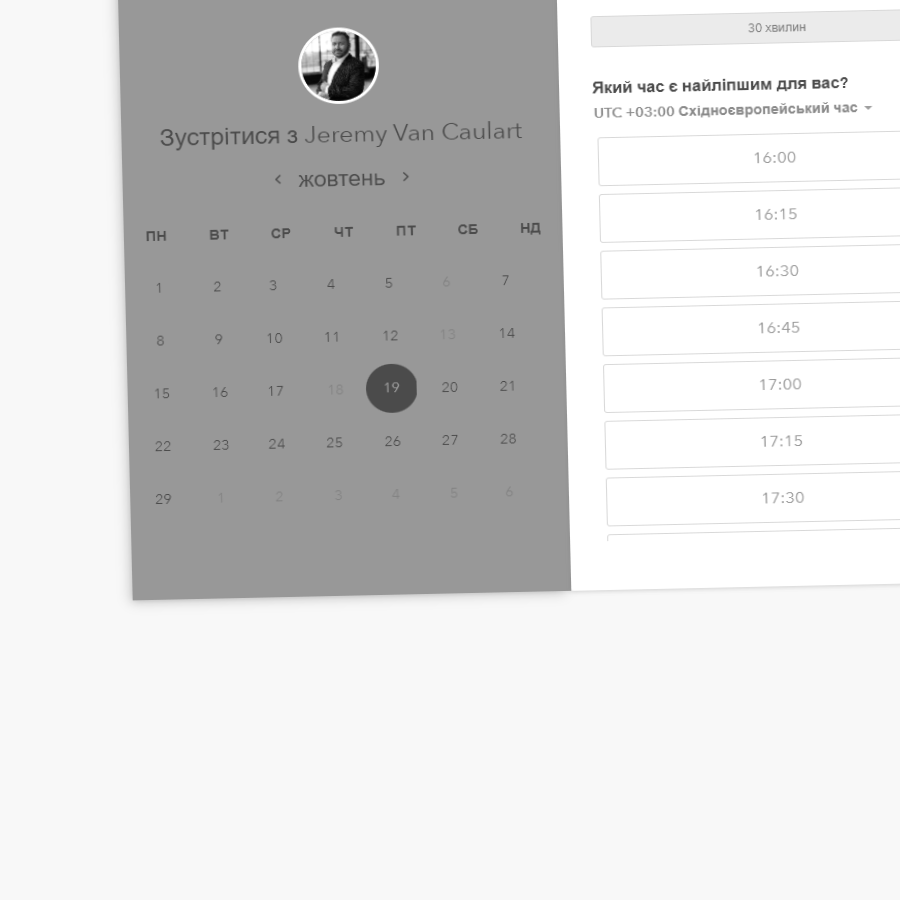 Зустрітися з Jeremy Van Caulart
‹ жовтень ›
ПН ВТ СР ЧТ ПТ СБ НД
1 2 3 4 5 6 7
8 9 10 11 12 13 14
15 16 17 18 19 20 21
22 23 24 25 26 27 28
29 1 2 3 4 5 6
30 хвилин
Який час є найліпшим для вас?
UTC +03:00 Східноєвропейський час
16:00
16:15
16:30
16:45
17:00
17:15
17:30